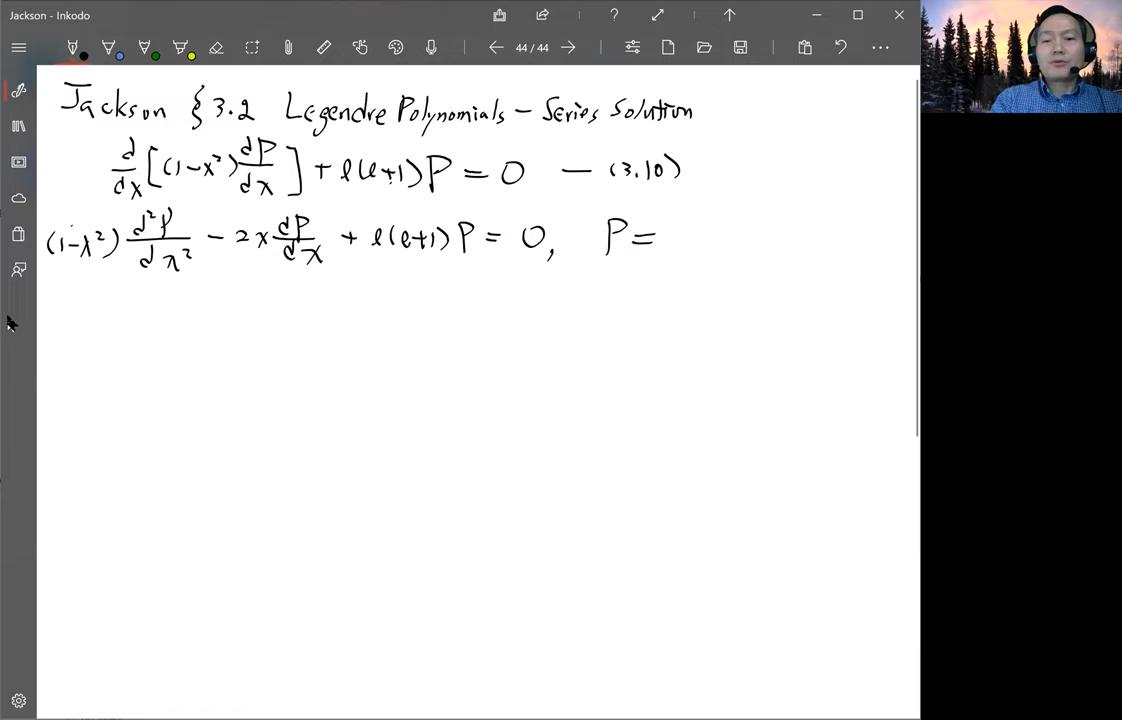 Jackson - Inkodo
44 / 44
Jackson § 3.2 Legendre Polynomials – Series Solution
d/dx [(1-x²) dP/dx] + l(l+1)P = 0 — (3.10)
(1-x²) d²P/dx² - 2x dP/dx + l(l+1)P = 0, P =